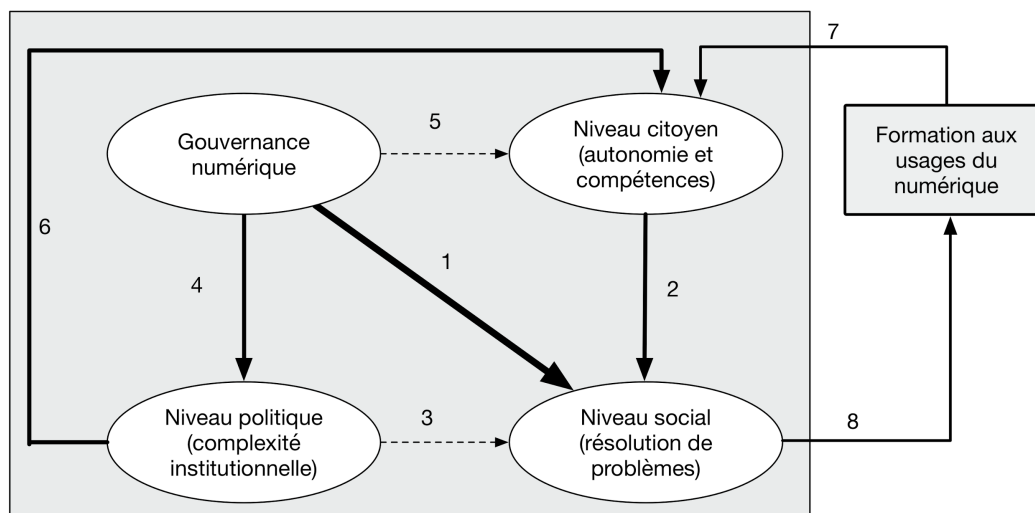 7
5
Gouvernance
numérique
Niveau citoyen
(autonomie et
compétences)
Formation aux
usages du
numérique
6
4
1
2
Niveau politique
(complexité
institutionnelle)
3
Niveau social
(résolution de
problèmes)
8